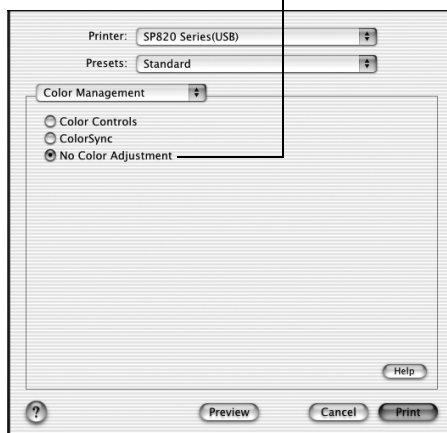 Printer: SP820 Series(USB)
Presets: Standard
Color Management
Color Controls
ColorSync
No Color Adjustment
Help
?
Preview
Cancel
Print